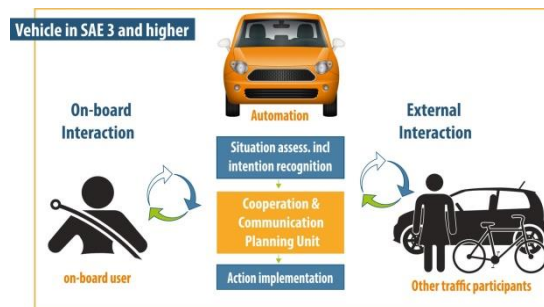 Vehicle in SAE 3 and higher
On-board
Interaction
Automation
External
Interaction
Situation assess. incl
intention recognition
Cooperation &
Communication
Planning Unit
Action implementation
on-board user
Other traffic participants